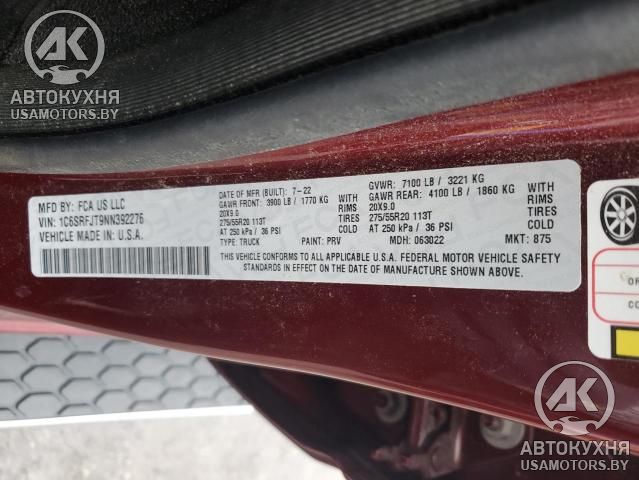 АК
АВТОКУХНЯ
USAMOTORS.BY
MFD BY: FCA US LLC
VIN: 1C6SRFJT9NN392276
VEHICLE MADE IN U.S.A.
DATE OF MFR (BUILT): 7-22
GAWR FRONT: 3900 LB / 1770 KG WITH
20X9.0 RIMS
275/55R20 113T TIRES
AT 250 kPa / 36 PSI COLD
TYPE: TRUCK PAINT: PRV
GVWR: 7100 LB / 3221 KG
GAWR REAR: 4100 LB / 1860 KG WITH
20X9.0 RIMS
275/55R20 113T TIRES
AT 250 kPa / 36 PSI COLD
MDH: 063022 MKT: 875
THIS VEHICLE CONFORMS TO ALL APPLICABLE U.S.A. FEDERAL MOTOR VEHICLE SAFETY
STANDARDS IN EFFECT ON THE DATE OF MANUFACTURE SHOWN ABOVE.
АК
АВТОКУХНЯ
USAMOTORS.BY